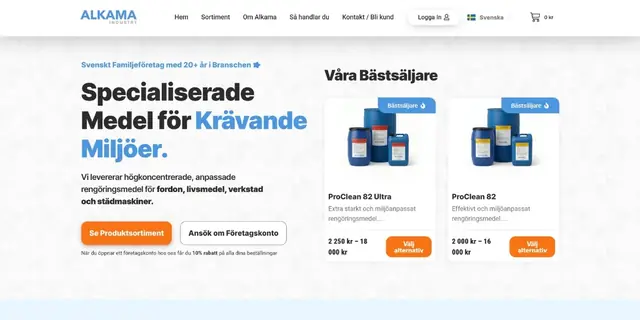 ALKAMA
INDUSTRY
Hem Sortiment Om Alkama Så handlar du Kontakt / Bli kund Logga in Svenska 0 kr
Svenskt Familjeföretag med 20+ år i Branschen
Specialiserade
Medel för Krävande
Miljöer.
Vi levererar högkoncentrerade, anpassade
rengöringsmedel för fordon, livsmedel, verkstad
och städmaskiner.
Se Produktsortiment Ansök om Företagskonto
När du öppnar ett företagskonto hos oss får du 10% rabatt på alla dina beställningar
Våra Bästsäljare
Bästsäljare
ProClean 82 Ultra
Extra starkt och miljöanpassat
rengöringsmedel....
2 250 kr – 18
000 kr
Välj
alternativ
Bästsäljare
ProClean 82
Effektivt och miljöanpassat
rengöringsmedel....
2 000 kr – 16
000 kr
Välj
alternativ